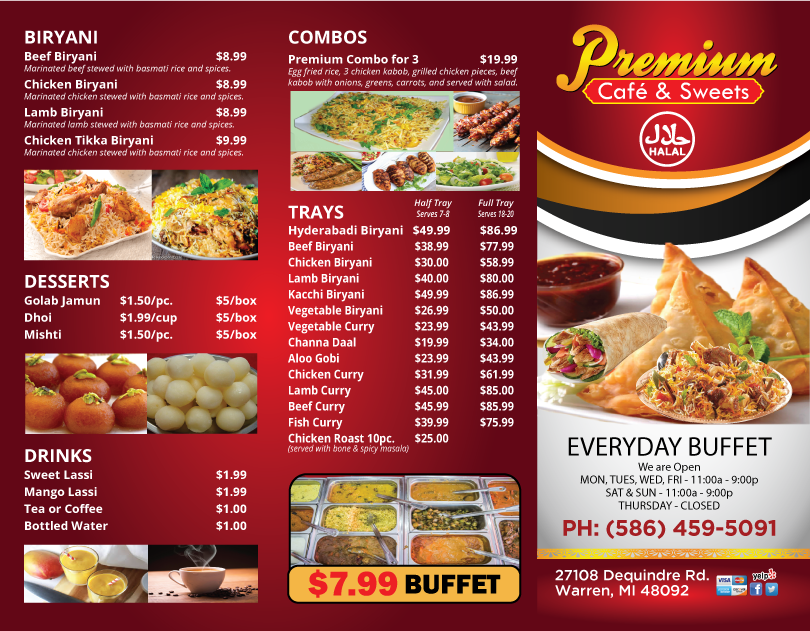 BIRYANI
Beef Biryani $8.99
Marinated beef stewed with basmati rice and spices.
Chicken Biryani $8.99
Marinated chicken stewed with basmati rice and spices.
Lamb Biryani $8.99
Marinated lamb stewed with basmati rice and spices.
Chicken Tikka Biryani $9.99
Marinated chicken stewed with basmati rice and spices.
DESSERTS
Golab Jamun $1.50/pc. $5/box
Dhoi $1.99/cup $5/box
Mishti $1.50/pc. $5/box
DRINKS
Sweet Lassi $1.99
Mango Lassi $1.99
Tea or Coffee $1.00
Bottled Water $1.00
COMBOS
Premium Combo for 3 $19.99
Egg fried rice, 3 chicken kabob, grilled chicken pieces, beef
kabob with onions, greens, carrots, and served with salad.
TRAYS
Half Tray Full Tray
Serves 7-8 Serves 18-20
Hyderabadi Biryani $49.99 $86.99
Beef Biryani $38.99 $77.99
Chicken Biryani $30.00 $58.99
Lamb Biryani $40.00 $80.00
Kacchi Biryani $49.99 $86.99
Vegetable Biryani $26.99 $50.00
Vegetable Curry $23.99 $43.99
Channa Daal $19.99 $34.00
Aloo Gobi $23.99 $43.99
Chicken Curry $31.99 $61.99
Lamb Curry $45.00 $85.00
Beef Curry $45.99 $85.99
Fish Curry $39.99 $75.99
Chicken Roast 10pc. $25.00
(served with bone & spicy masala)
$7.99 BUFFET
Premium
Café & Sweets
حلال
HALAL
EVERYDAY BUFFET
We are Open
MON, TUES, WED, FRI - 11:00a - 9:00p
SAT & SUN - 11:00a - 9:00p
THURSDAY - CLOSED
PH: (586) 459-5091
27108 Dequindre Rd.
Warren, MI 48092
VISA
yelp